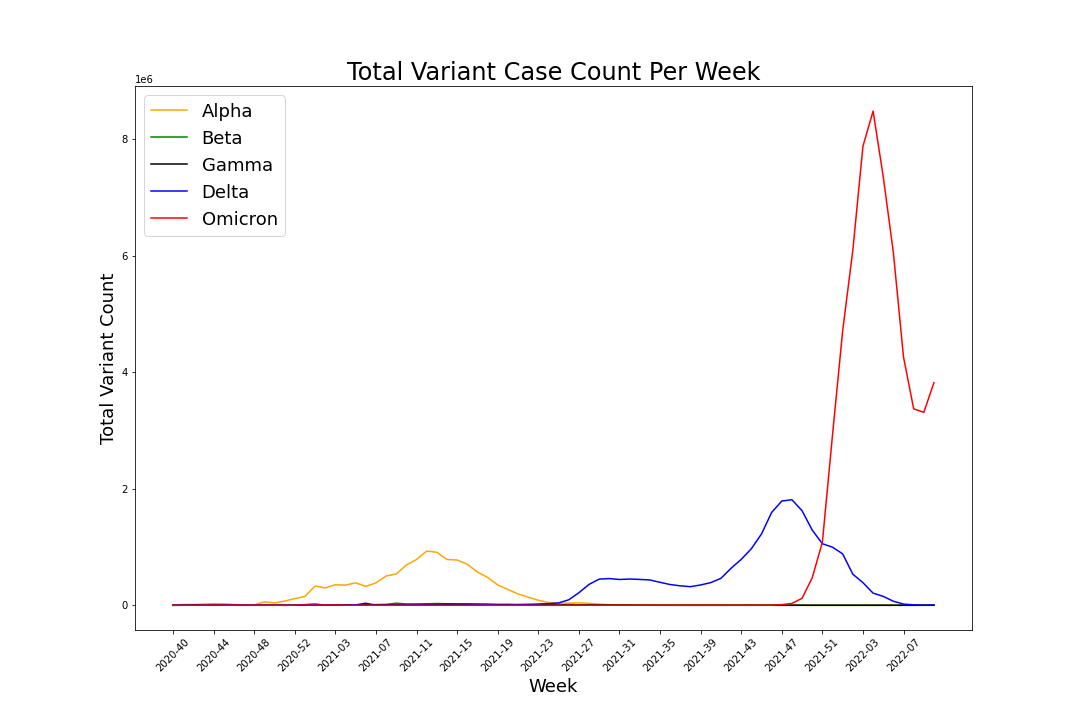 Total Variant Case Count Per Week
1e6
Alpha
Beta
Gamma
Delta
Omicron
8
6
4
2
0
Total Variant Count
2020-40
2020-44
2020-48
2020-52
2021-03
2021-07
2021-11
2021-15
2021-19
2021-23
2021-27
2021-31
2021-35
2021-39
2021-43
2021-47
2021-51
2022-03
2022-07
Week